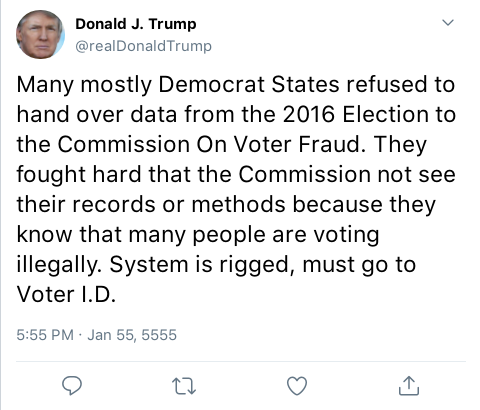 Donald J. Trump
@realDonaldTrump
Many mostly Democrat States refused to
hand over data from the 2016 Election to
the Commission On Voter Fraud. They
fought hard that the Commission not see
their records or methods because they
know that many people are voting
illegally. System is rigged, must go to
Voter I.D.
5:55 PM · Jan 55, 5555